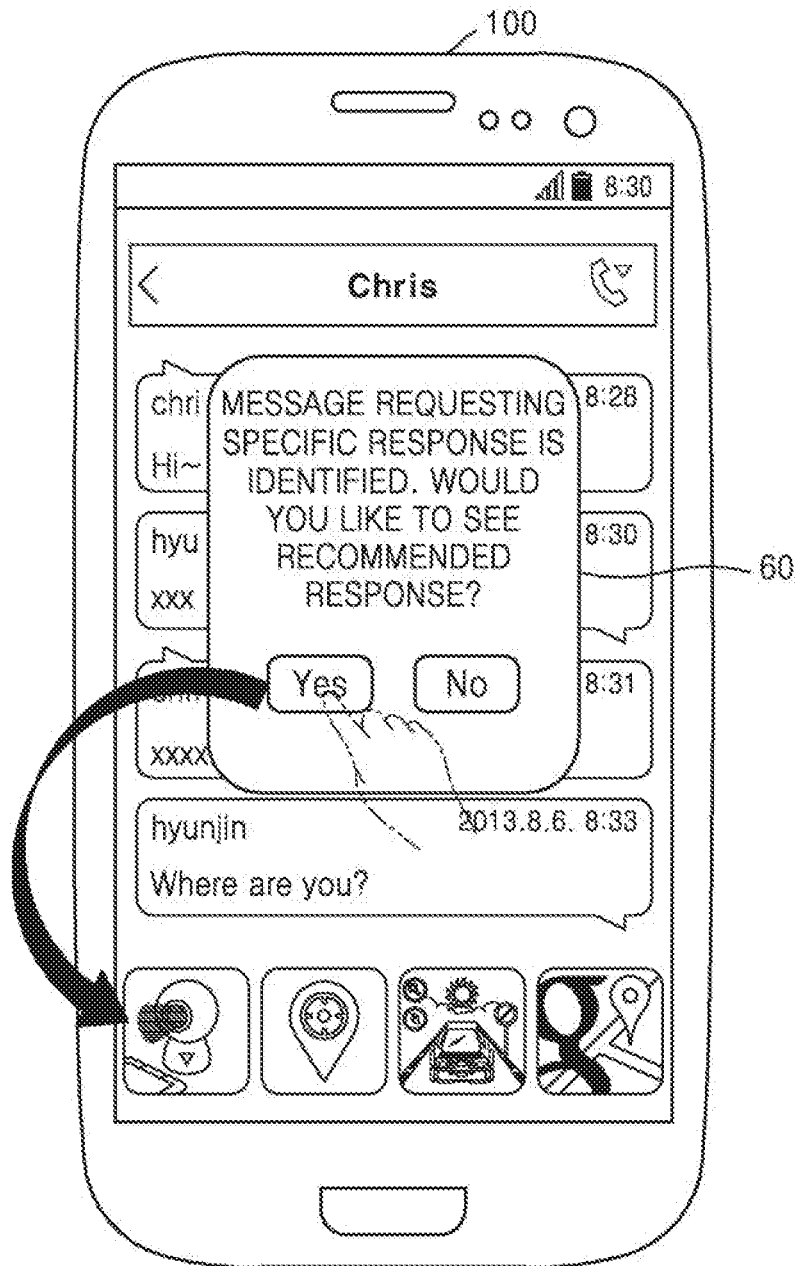 100
8:30
Chris
chri
8:28
Hi~
MESSAGE REQUESTING
SPECIFIC RESPONSE IS
IDENTIFIED. WOULD
YOU LIKE TO SEE
RECOMMENDED
RESPONSE?
hyu
8:30
xxx
60
Yes
No
8:31
xxxx
hyunjin
2013.8.6. 8:33
Where are you?